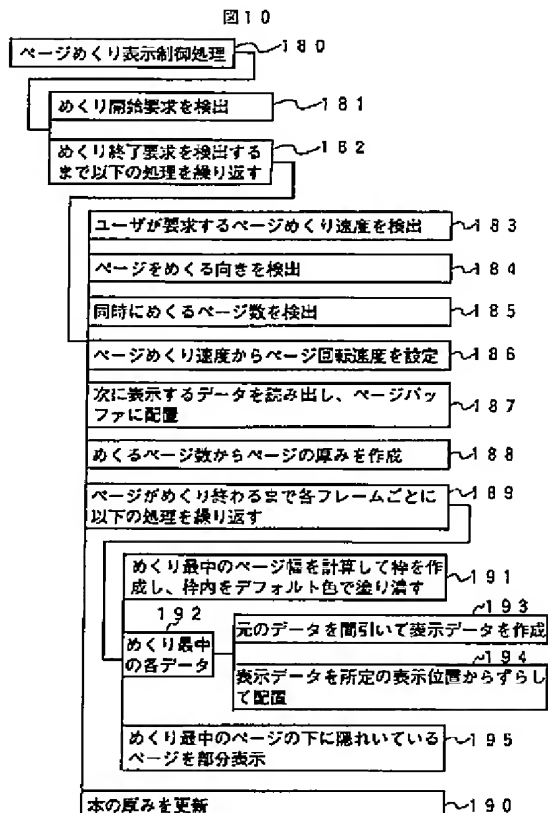 図10
ページめくり表示制御処理
180
めくり開始要求を検出
181
めくり終了要求を検出する
まで以下の処理を繰り返す
182
ユーザが要求するページめくり速度を検出
183
ページをめくる向きを検出
184
同時にめくるページ数を検出
185
ページめくり速度からページ回転速度を設定
186
次に表示するデータを読み出し、ページバッ
ファに配置
187
めくるページ数からページの厚みを作成
188
ページがめくり終わるまで各フレームごとに
以下の処理を繰り返す
189
めくり最中のページ幅を計算して枠を作
成し、枠内をデフォルト色で塗り潰す
191
192
めくり最中
の各データ
193
元のデータを間引いて表示データを作成
194
表示データを所定の表示位置からずらし
て配置
めくり最中のページの下に隠れいている
ページを部分表示
195
本の厚みを更新
190